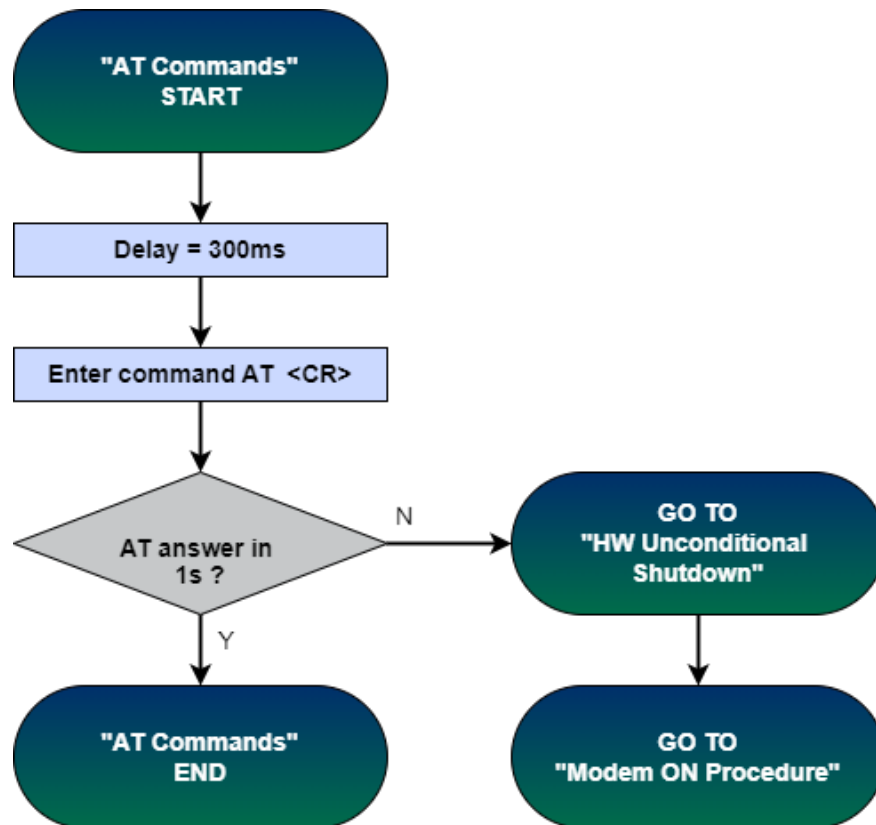 "AT Commands"
START
Delay = 300ms
Enter command AT <CR>
AT answer in
1s ?
N
Y
GO TO
"HW Unconditional
Shutdown"
"AT Commands"
END
GO TO
"Modem ON Procedure"